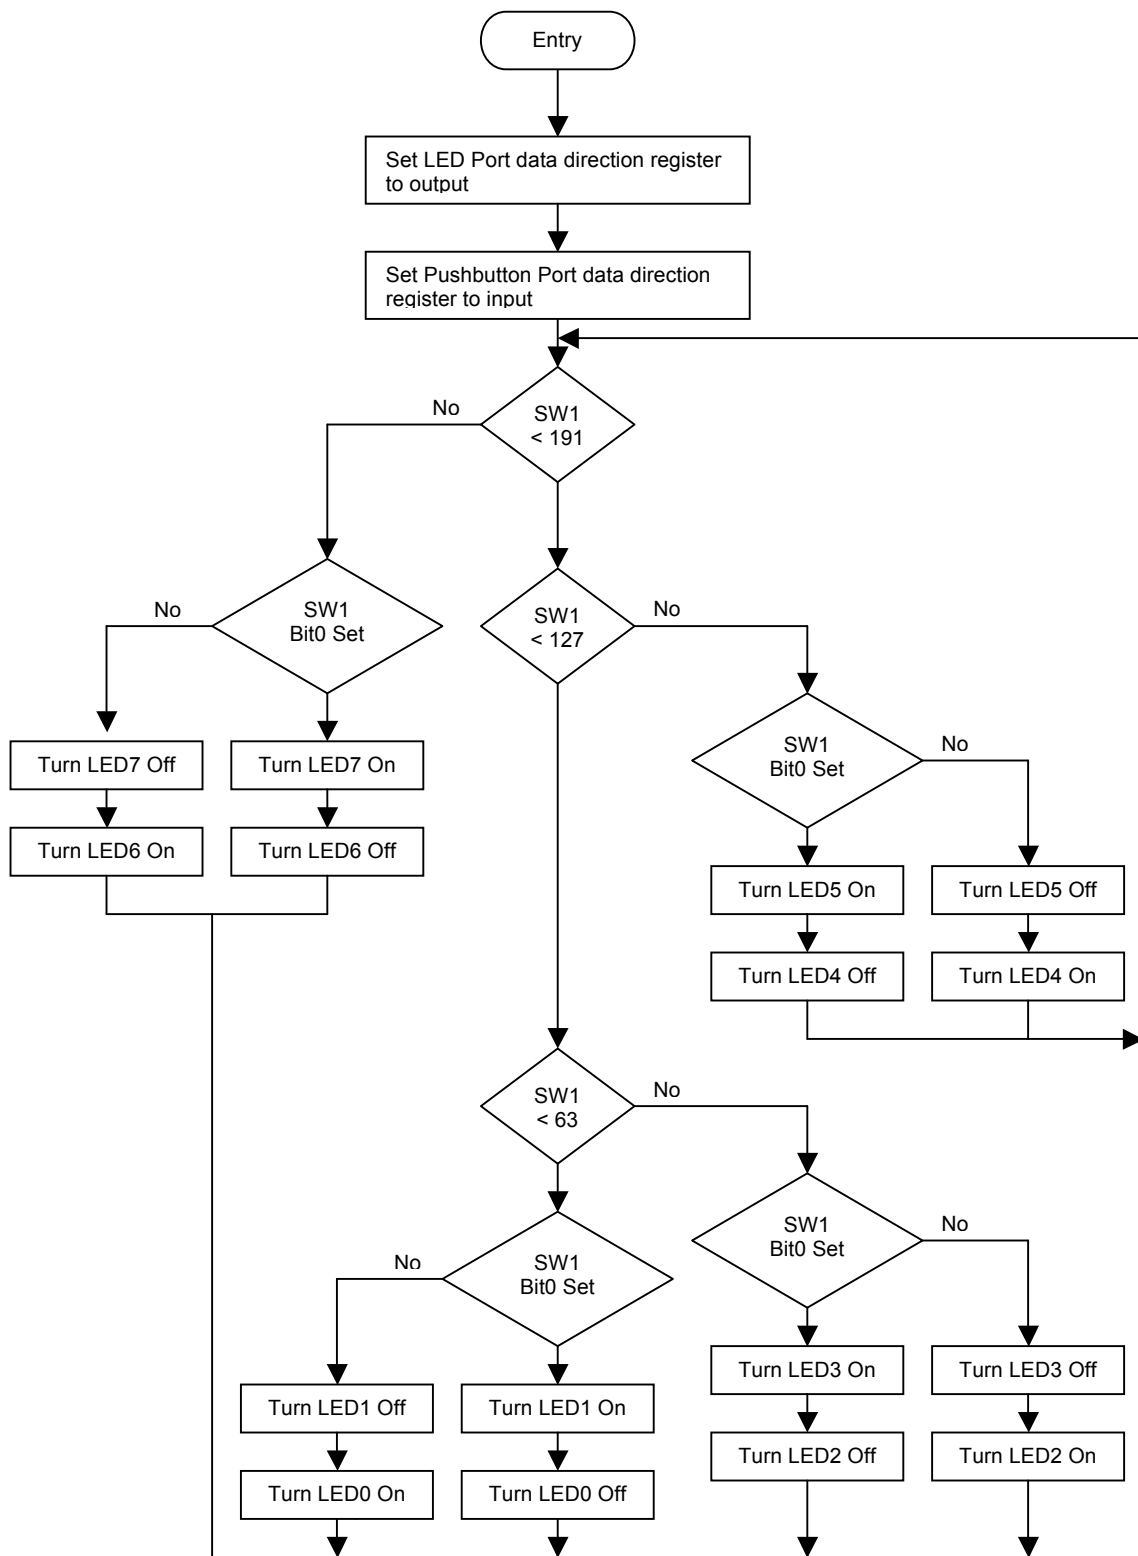 Entry
Set LED Port data direction register
to output
Set Pushbutton Port data direction
register to input
No
SW1
< 191
No
SW1
Bit0 Set
SW1
< 127
No
Turn LED7 Off
Turn LED7 On
SW1
Bit0 Set
No
Turn LED6 On
Turn LED6 Off
Turn LED5 On
Turn LED5 Off
Turn LED4 Off
Turn LED4 On
SW1
< 63
No
SW1
Bit0 Set
No
No
SW1
Bit0 Set
Turn LED3 On
Turn LED3 Off
Turn LED1 Off
Turn LED1 On
Turn LED2 Off
Turn LED2 On
Turn LED0 On
Turn LED0 Off